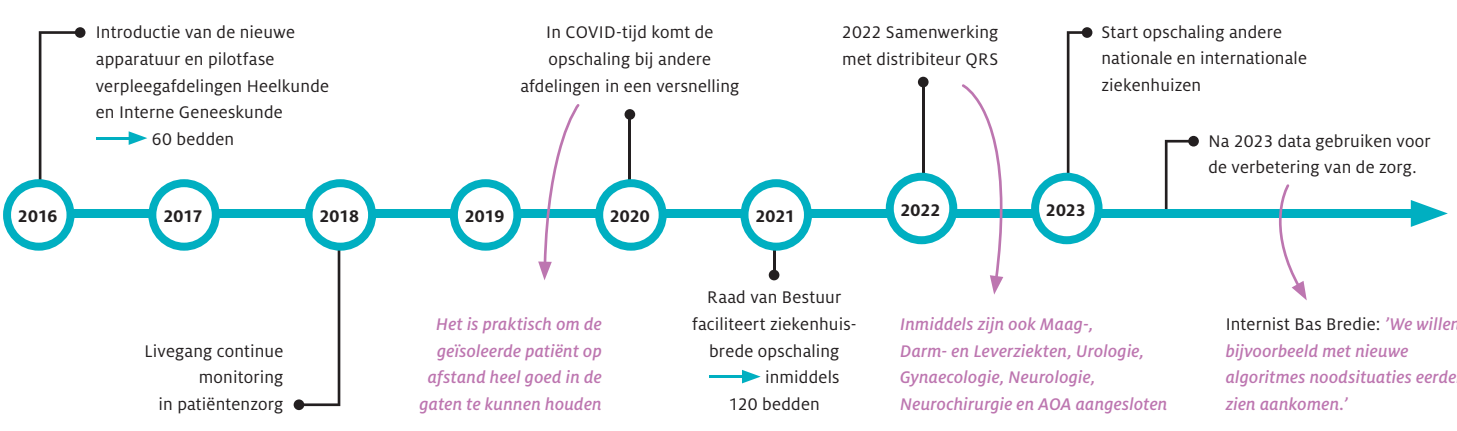 Introductie van de nieuwe
apparatuur en pilotfase
verpleegafdelingen Heelkunde
en Interne Geneeskunde
60 bedden
In COVID-tijd komt de
opschaling bij andere
afdelingen in een versnelling
2022 Samenwerking
met distribiteur QRS
Start opschaling andere
nationale en internationale
ziekenhuizen
Na 2023 data gebruiken voor
de verbetering van de zorg.
2016
2017
2018
2019
2020
2021
2022
2023
Livegang continue
monitoring
in patiëntenzorg
Het is praktisch om de
geïsoleerde patiënt op
afstand heel goed in de
gaten te kunnen houden
Raad van Bestuur
faciliteert ziekenhuis-
brede opschaling
inmiddels
120 bedden
Inmiddels zijn ook Maag-,
Darm- en Leverziekten, Urologie,
Gynaecologie, Neurologie,
Neurochirurgie en AOA aangesloten
Internist Bas Bredie: ’We willen
bijvoorbeeld met nieuwe
algoritmes noodsituaties eerde
zien aankomen.’